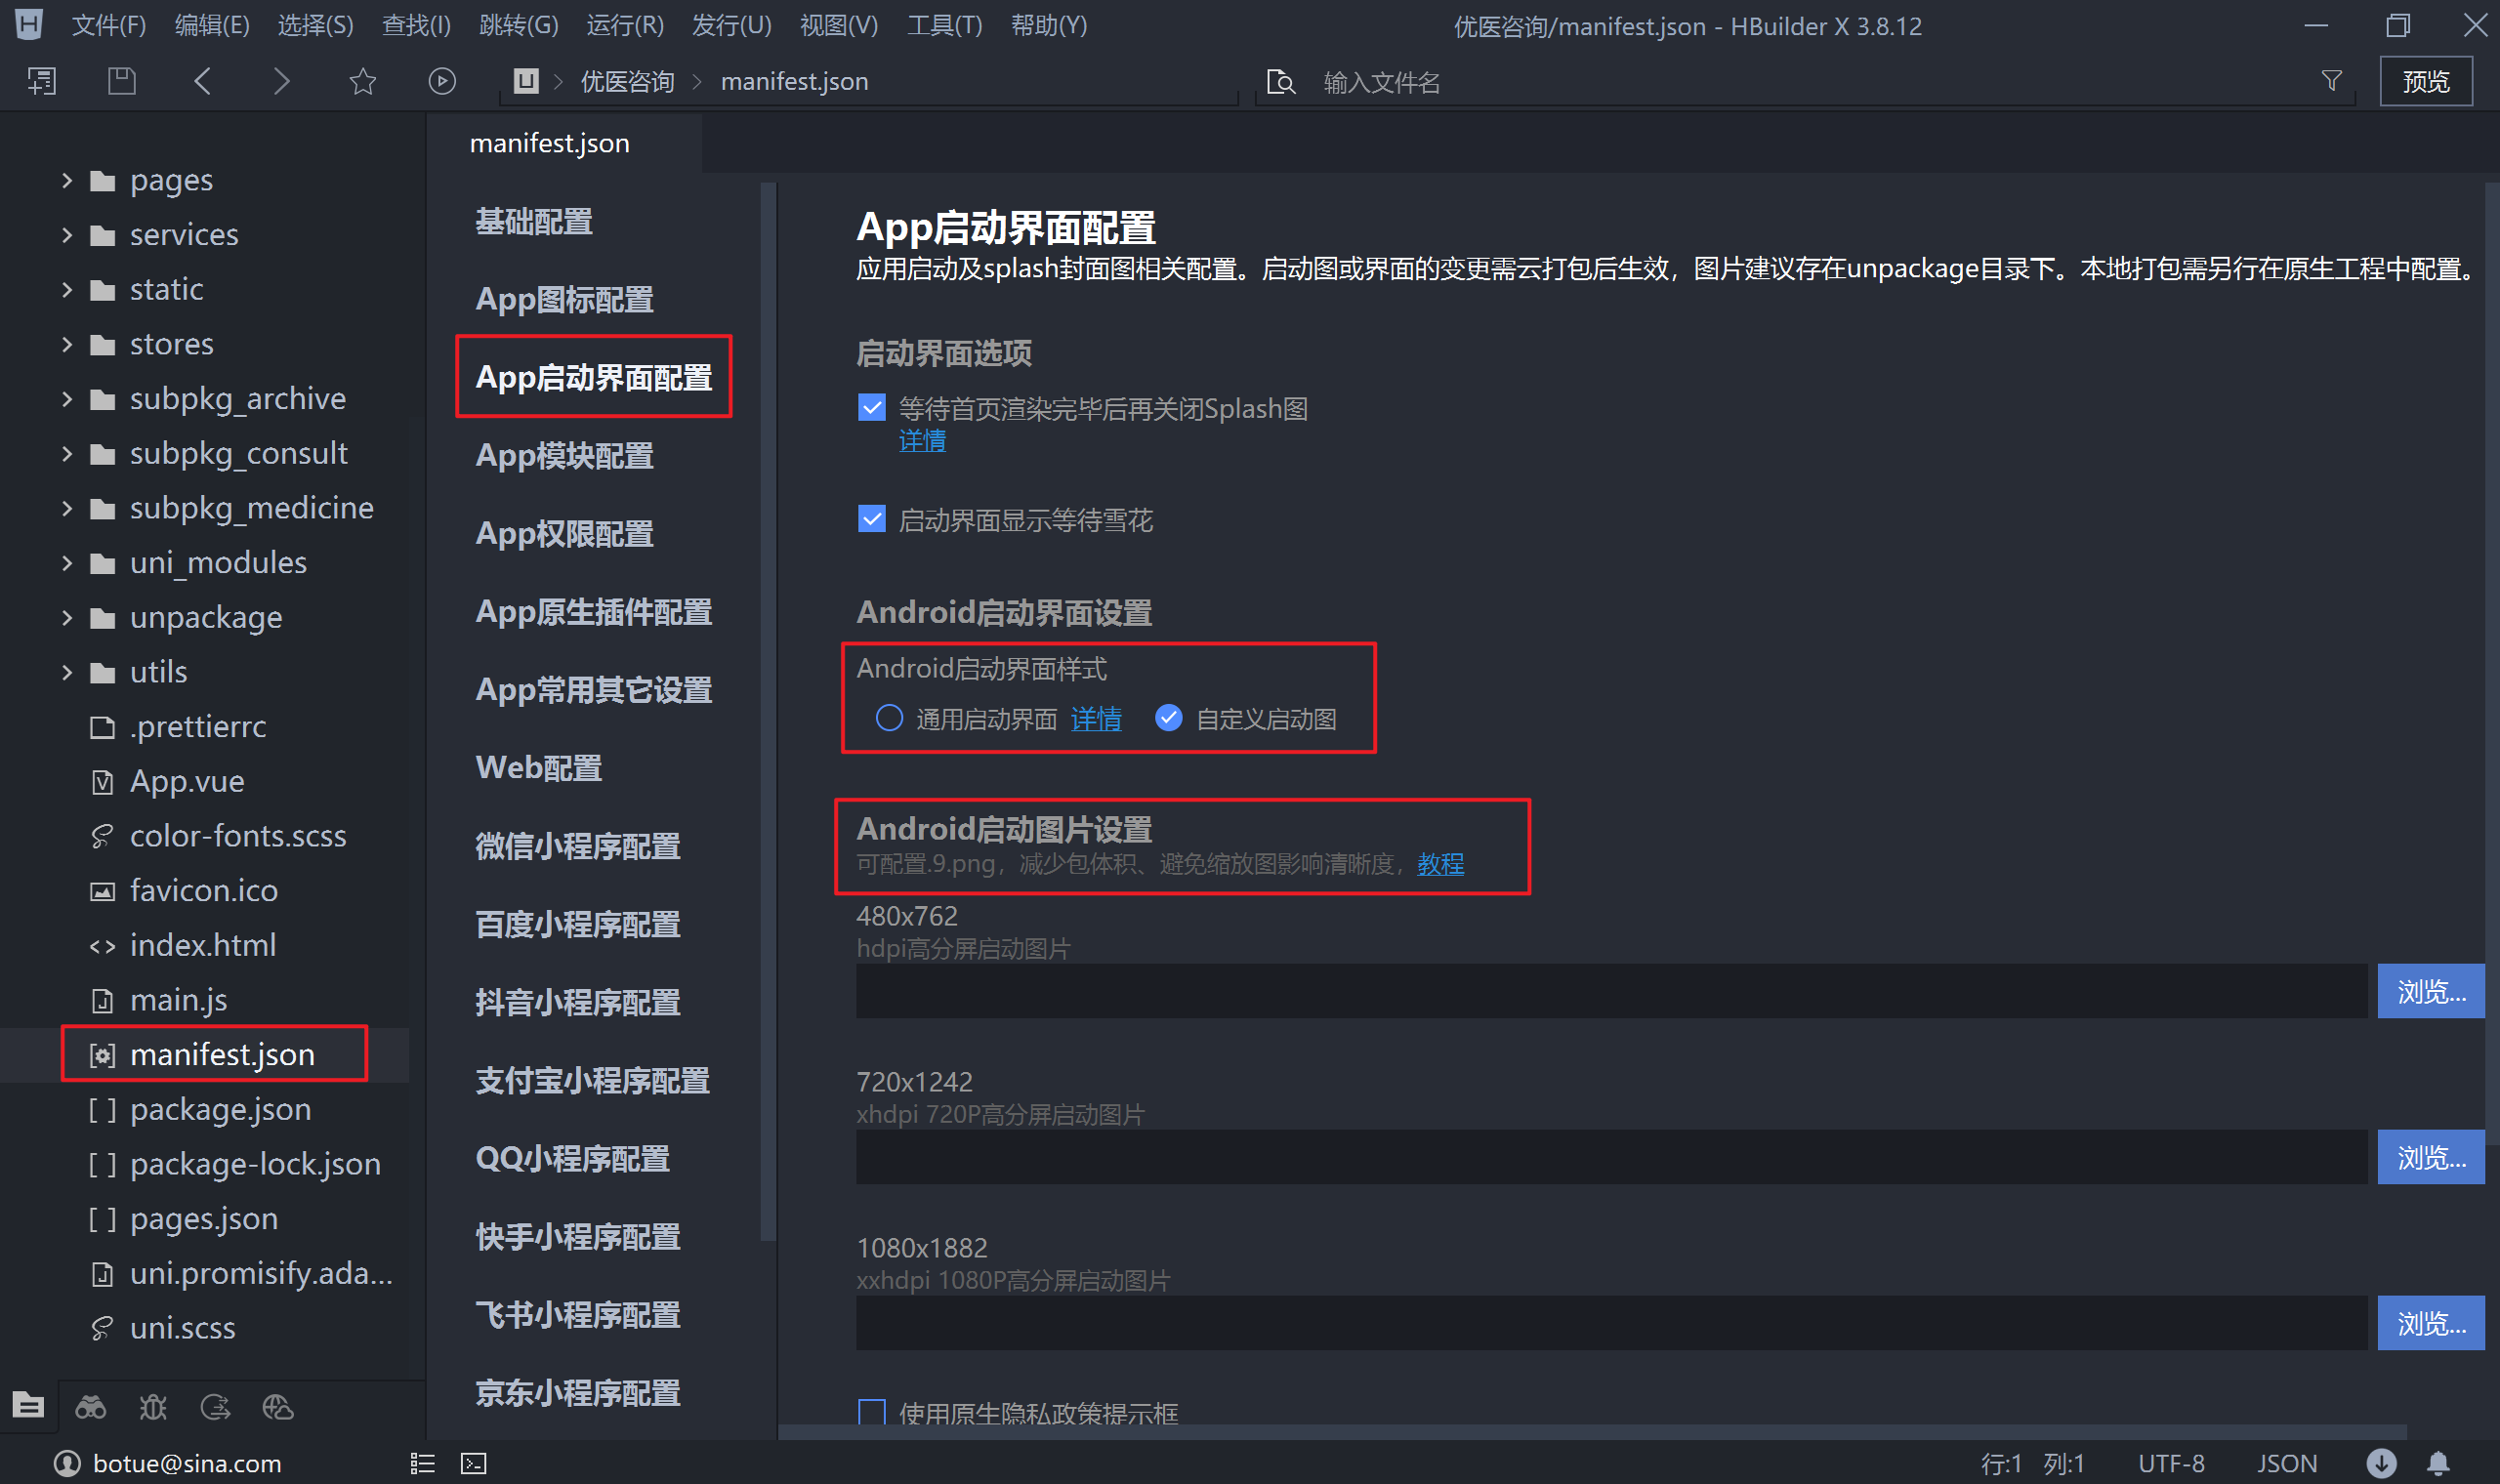 文件(F) 编辑(E) 选择(S) 查找(I) 跳转(G) 运行(R) 发行(U) 视图(V) 工具(T) 帮助(Y) 优医咨询/manifest.json - HBuilder X 3.8.12
优医咨询 manifest.json 输入文件名 预览
pages
services
static
stores
subpkg_archive
subpkg_consult
subpkg_medicine
uni_modules
unpackage
utils
.prettierrc
App.vue
color-fonts.scss
favicon.ico
index.html
main.js
manifest.json
package.json
package-lock.json
pages.json
uni.promisify.ada...
uni.scss
manifest.json
基础配置
App图标配置
App启动界面配置
App模块配置
App权限配置
App原生插件配置
App常用其它设置
Web配置
微信小程序配置
百度小程序配置
抖音小程序配置
支付宝小程序配置
QQ小程序配置
快手小程序配置
飞书小程序配置
京东小程序配置
App启动界面配置
应用启动及splash封面图相关配置。启动图或界面的变更需云打包后生效，图片建议存在unpackage目录下。本地打包需另行在原生工程中配置。
启动界面选项
等待首页渲染完毕后再关闭Splash图
详情
启动界面显示等待雪花
Android启动界面设置
Android启动界面样式
通用启动界面 详情 自定义启动图
Android启动图片设置
可配置.9.png，减少包体积、避免缩放图影响清晰度，教程
480x762
hdpi高分屏启动图片
浏览...
720x1242
xhdpi 720P高分屏启动图片
浏览...
1080x1882
xxhdpi 1080P高分屏启动图片
浏览...
使用原生隐私政策提示框
botue@sina.com 行:1 列:1 UTF-8 JSON